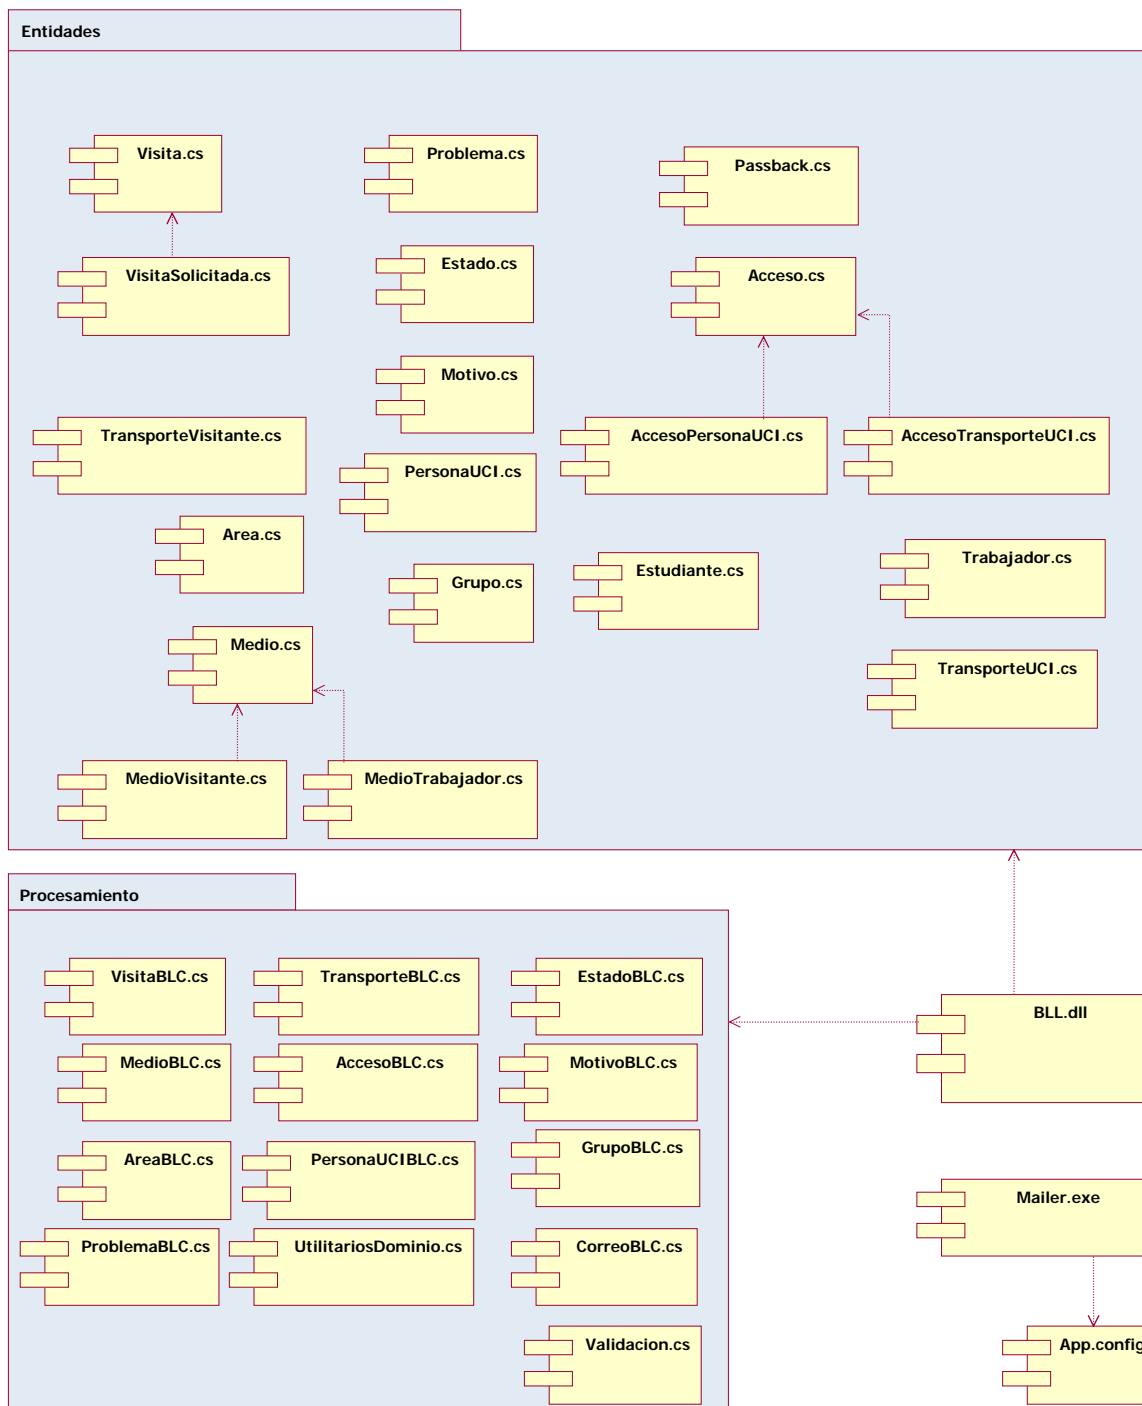 Entidades
Visita.cs
Problema.cs
Passback.cs
VisitaSolicitada.cs
Estado.cs
Acceso.cs
Motivo.cs
TransporteVisitante.cs
AccesoPersonaUCI.cs
AccesoTransporteUCI.cs
PersonaUCI.cs
Area.cs
Grupo.cs
Estudiante.cs
Trabajador.cs
Medio.cs
TransporteUCI.cs
MedioVisitante.cs
MedioTrabajador.cs
Procesamiento
VisitaBLC.cs
TransporteBLC.cs
EstadoBLC.cs
BLL.dll
MedioBLC.cs
AccesoBLC.cs
MotivoBLC.cs
AreaBLC.cs
PersonaUCIBLC.cs
GrupoBLC.cs
Mailer.exe
ProblemaBLC.cs
UtilitariosDominio.cs
CorreoBLC.cs
Validacion.cs
App.config